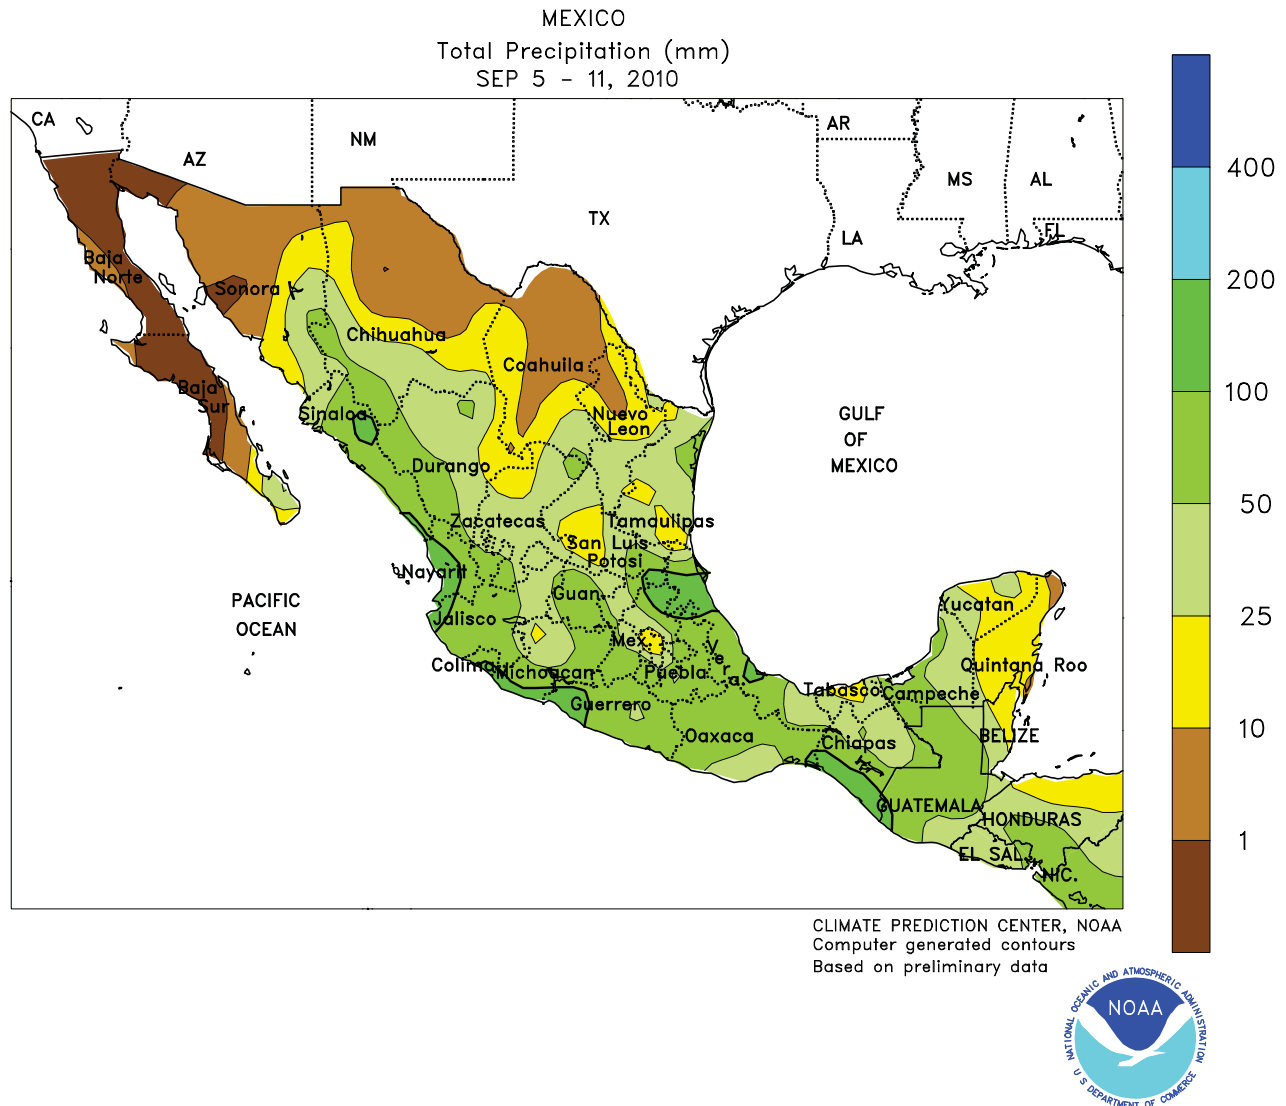 MEXICO
Total Precipitation (mm)
SEP 5 - 11, 2010
CA
AZ
NM
TX
AR
MS
AL
LA
FL
400
200
100
50
25
10
1
Baja
Norte
Sonora
Chihuahua
Coahuila
Baja
Sur
Sinaloa
Nuevo
Leon
Durango
Zacatecas
Tamaulipas
San Luis
Potosi
Nayarit
Guan.
Jalisco
Mex.
Ver.
Colima
Michoacan
Puebla
Guerrero
Oaxaca
Tabasco
Campeche
Chiapas
Yucatan
Quintana Roo
BELIZE
GUATEMALA
HONDURAS
EL SAL.
NIC.
GULF
OF
MEXICO
PACIFIC
OCEAN
CLIMATE PREDICTION CENTER, NOAA
Computer generated contours
Based on preliminary data
NATIONAL OCEANIC AND ATMOSPHERIC ADMINISTRATION
NOAA
U S DEPARTMENT OF COMMERCE